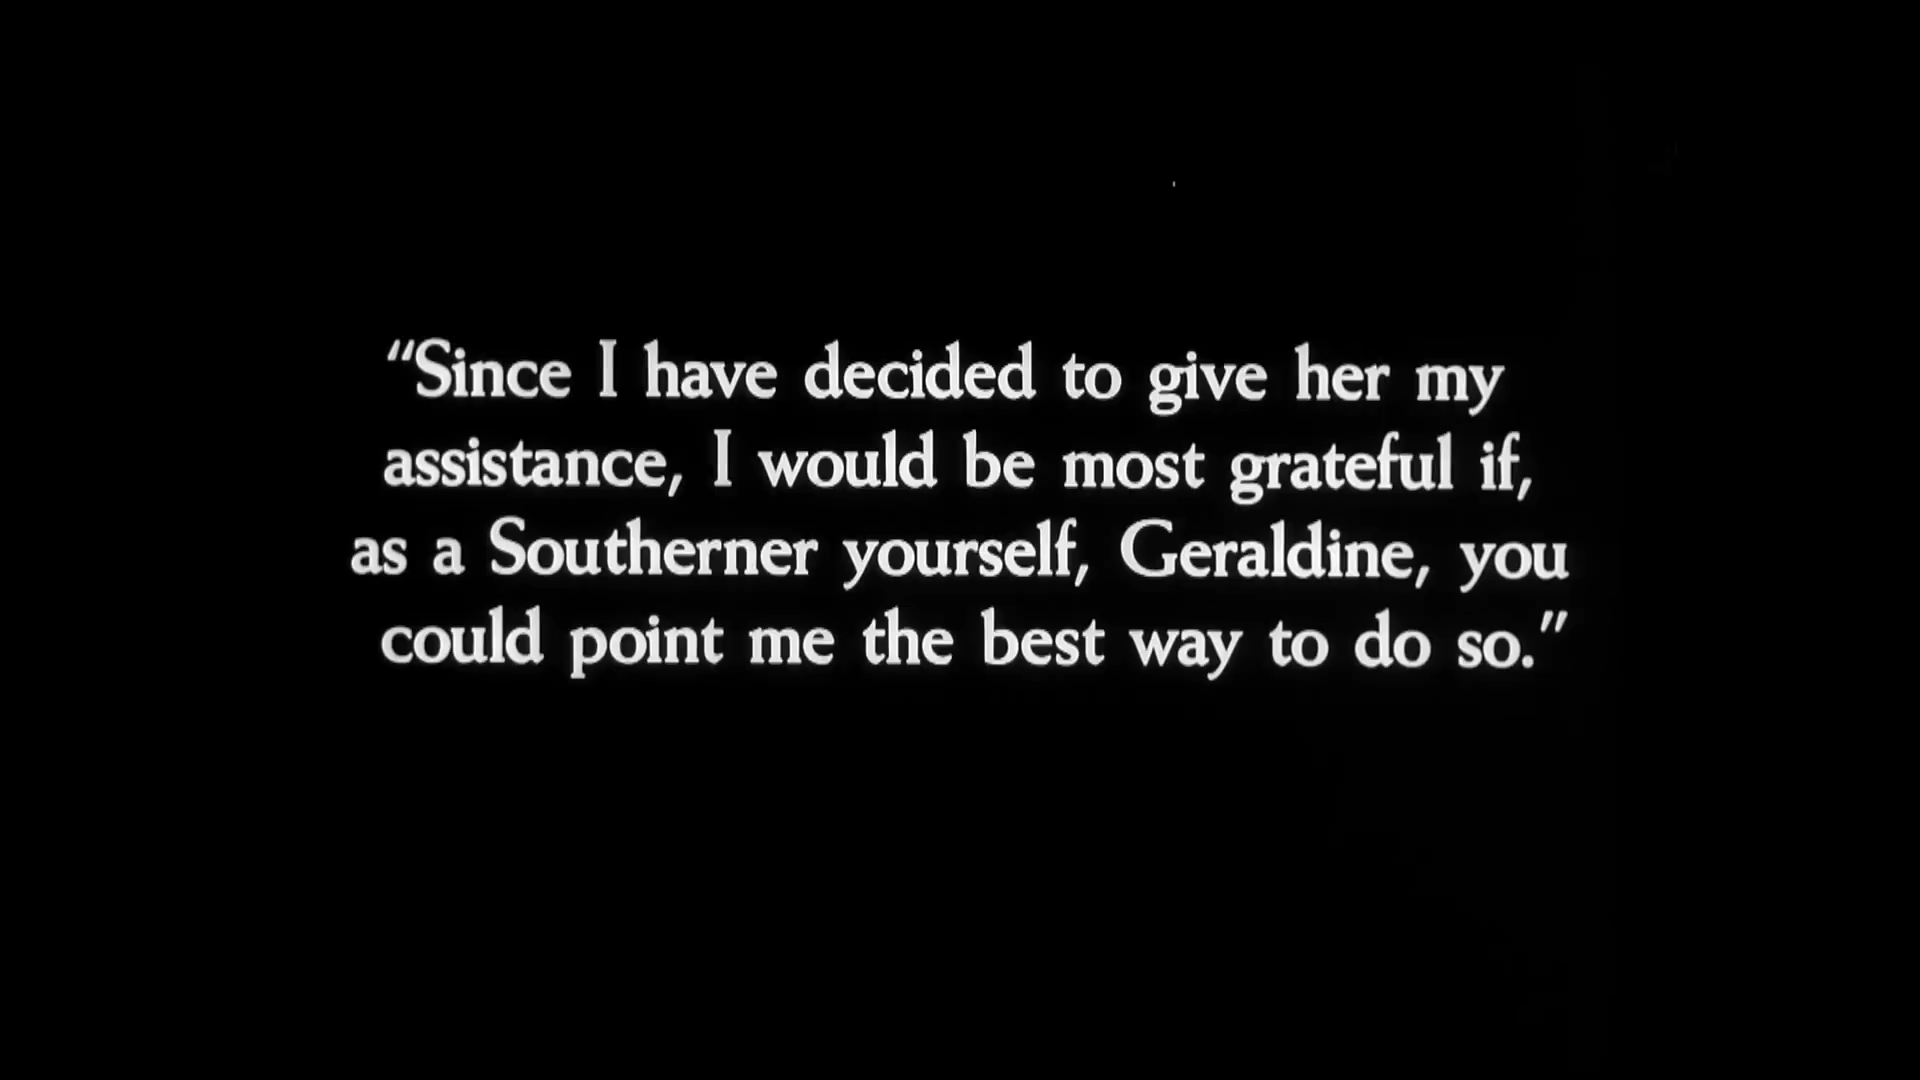 “Since I have decided to give her my
assistance, I would be most grateful if,
as a Southerner yourself, Geraldine, you
could point me the best way to do so.”